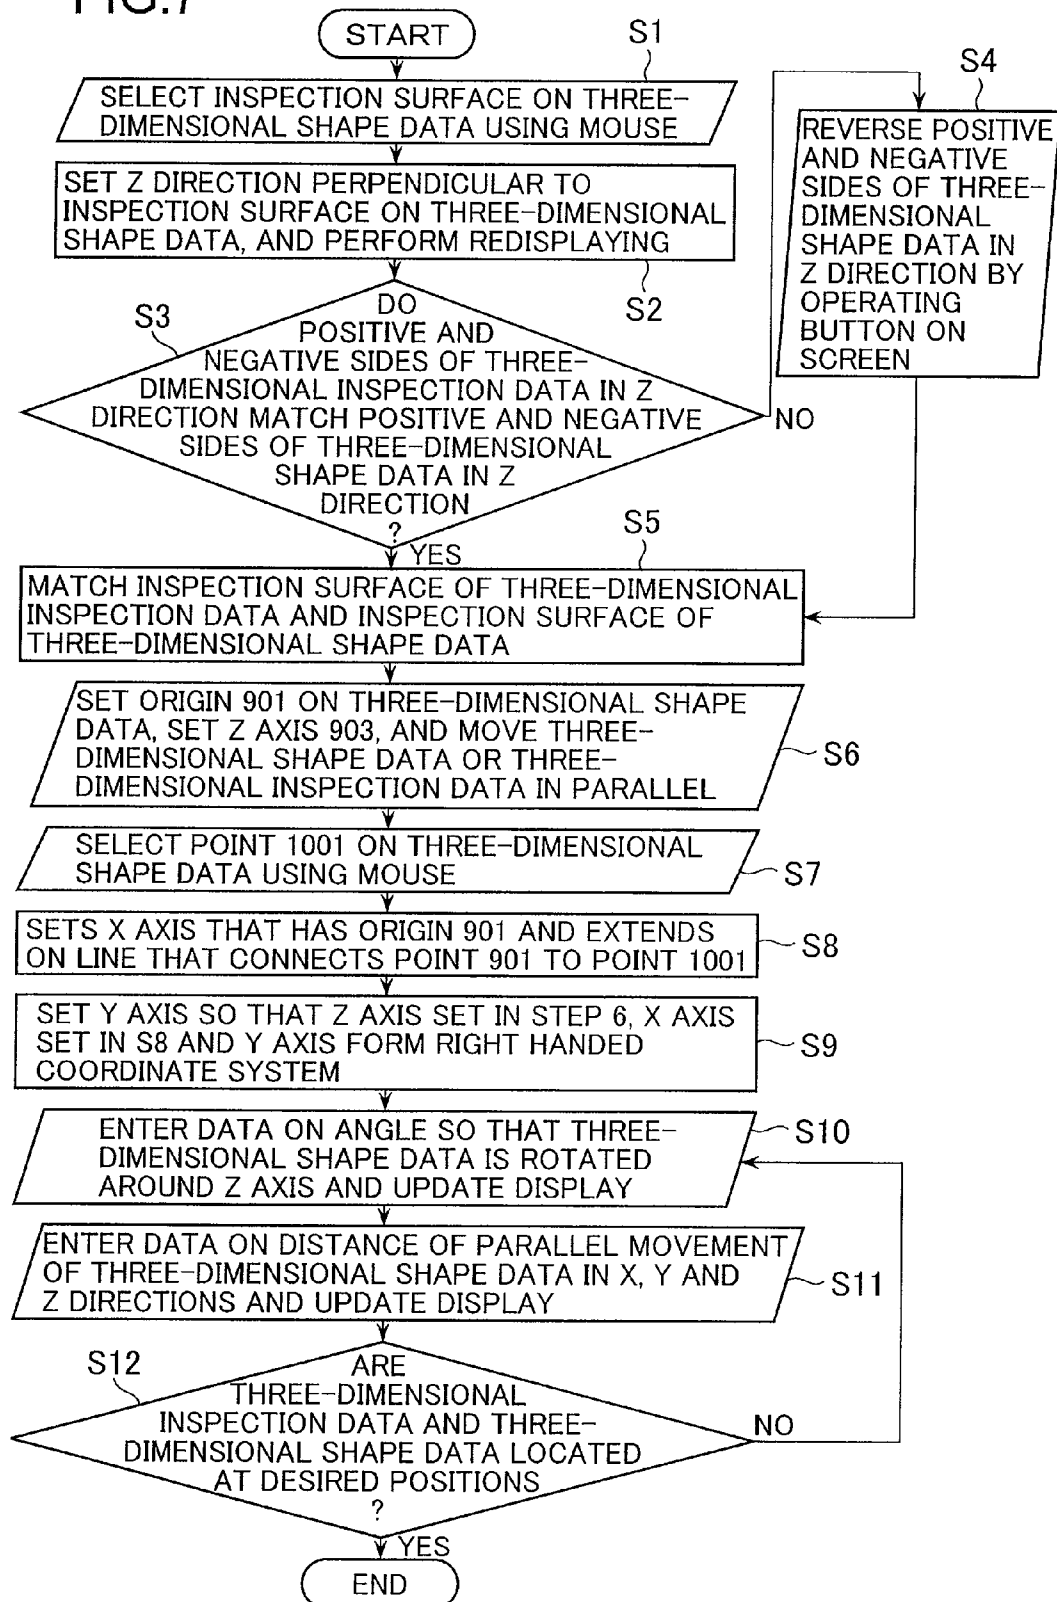 FIG.7
START
S1
SELECT INSPECTION SURFACE ON THREE-
DIMENSIONAL SHAPE DATA USING MOUSE
SET Z DIRECTION PERPENDICULAR TO
INSPECTION SURFACE ON THREE-DIMENSIONAL
SHAPE DATA, AND PERFORM REDISPLAYING
S2
S3
DO
POSITIVE AND
NEGATIVE SIDES OF THREE-
DIMENSIONAL INSPECTION DATA IN Z
DIRECTION MATCH POSITIVE AND NEGATIVE
SIDES OF THREE-DIMENSIONAL
SHAPE DATA IN Z
DIRECTION
?
NO
YES
S4
REVERSE POSITIVE
AND NEGATIVE
SIDES OF THREE-
DIMENSIONAL
SHAPE DATA IN
Z DIRECTION BY
OPERATING
BUTTON ON
SCREEN
S5
MATCH INSPECTION SURFACE OF THREE-DIMENSIONAL
INSPECTION DATA AND INSPECTION SURFACE OF
THREE-DIMENSIONAL SHAPE DATA
SET ORIGIN 901 ON THREE-DIMENSIONAL SHAPE
DATA, SET Z AXIS 903, AND MOVE THREE-
DIMENSIONAL SHAPE DATA OR THREE-
DIMENSIONAL INSPECTION DATA IN PARALLEL
S6
SELECT POINT 1001 ON THREE-DIMENSIONAL
SHAPE DATA USING MOUSE
S7
SETS X AXIS THAT HAS ORIGIN 901 AND EXTENDS
ON LINE THAT CONNECTS POINT 901 TO POINT 1001
S8
SET Y AXIS SO THAT Z AXIS SET IN STEP 6, X AXIS
SET IN S8 AND Y AXIS FORM RIGHT HANDED
COORDINATE SYSTEM
S9
ENTER DATA ON ANGLE SO THAT THREE-
DIMENSIONAL SHAPE DATA IS ROTATED
AROUND Z AXIS AND UPDATE DISPLAY
S10
ENTER DATA ON DISTANCE OF PARALLEL MOVEMENT
OF THREE-DIMENSIONAL SHAPE DATA IN X, Y AND
Z DIRECTIONS AND UPDATE DISPLAY
S11
S12
ARE
THREE-DIMENSIONAL
INSPECTION DATA AND THREE-
DIMENSIONAL SHAPE DATA LOCATED
AT DESIRED POSITIONS
?
NO
YES
END